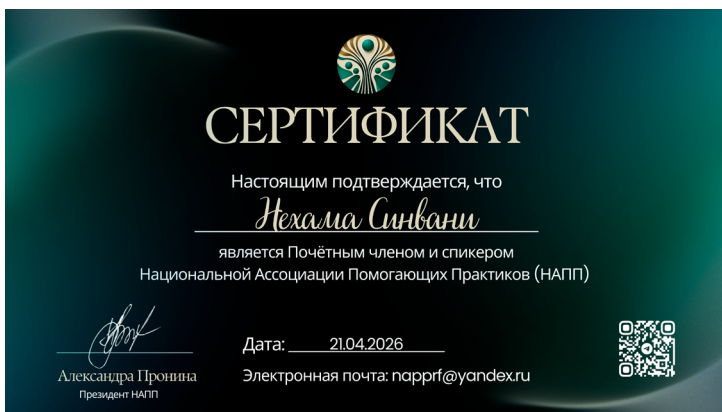 СЕРТИФИКАТ
Настоящим подтверждается, что
Нехама Синвани
является Почётным членом и спикером
Национальной Ассоциации Помогающих Практиков (НАПП)
Дата: 21.04.2026
Александра Пронина
Электронная почта: napprf@yandex.ru
Президент НАПП